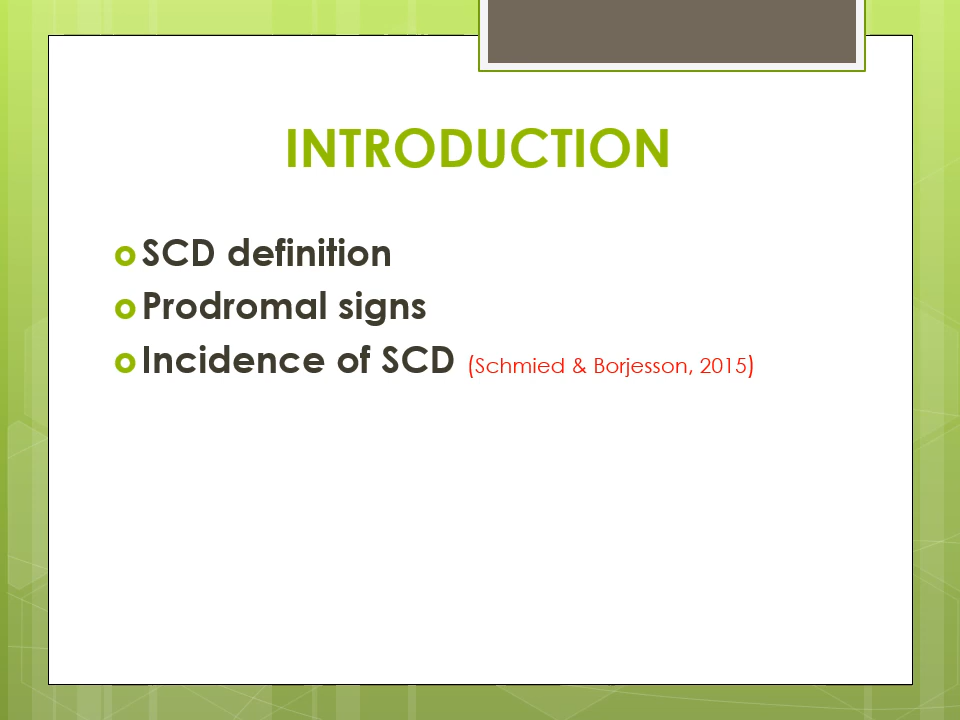 INTRODUCTION
SCD definition
Prodromal signs
Incidence of SCD (Schmied & Borjesson, 2015)